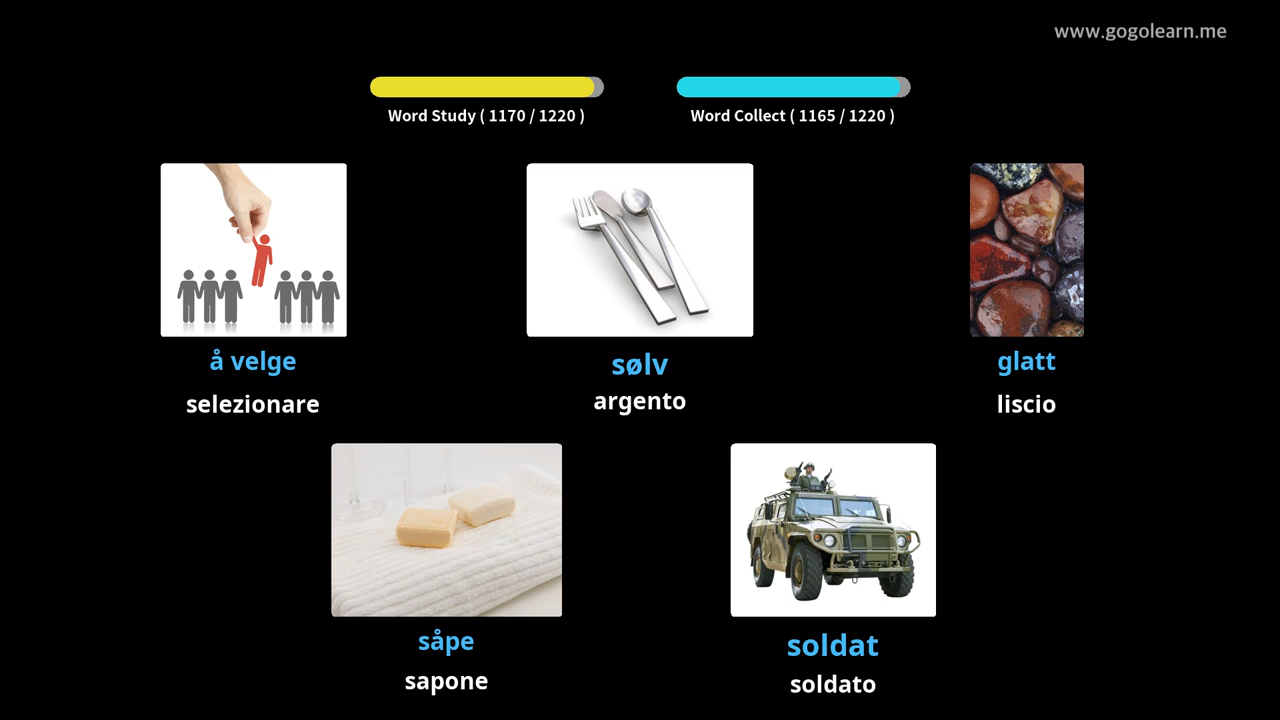 www.gogolearn.me
Word Study ( 1170 / 1220 )
Word Collect ( 1165 / 1220 )
å velge
selezionare
sølv
argento
glatt
liscio
såpe
sapone
soldat
soldato